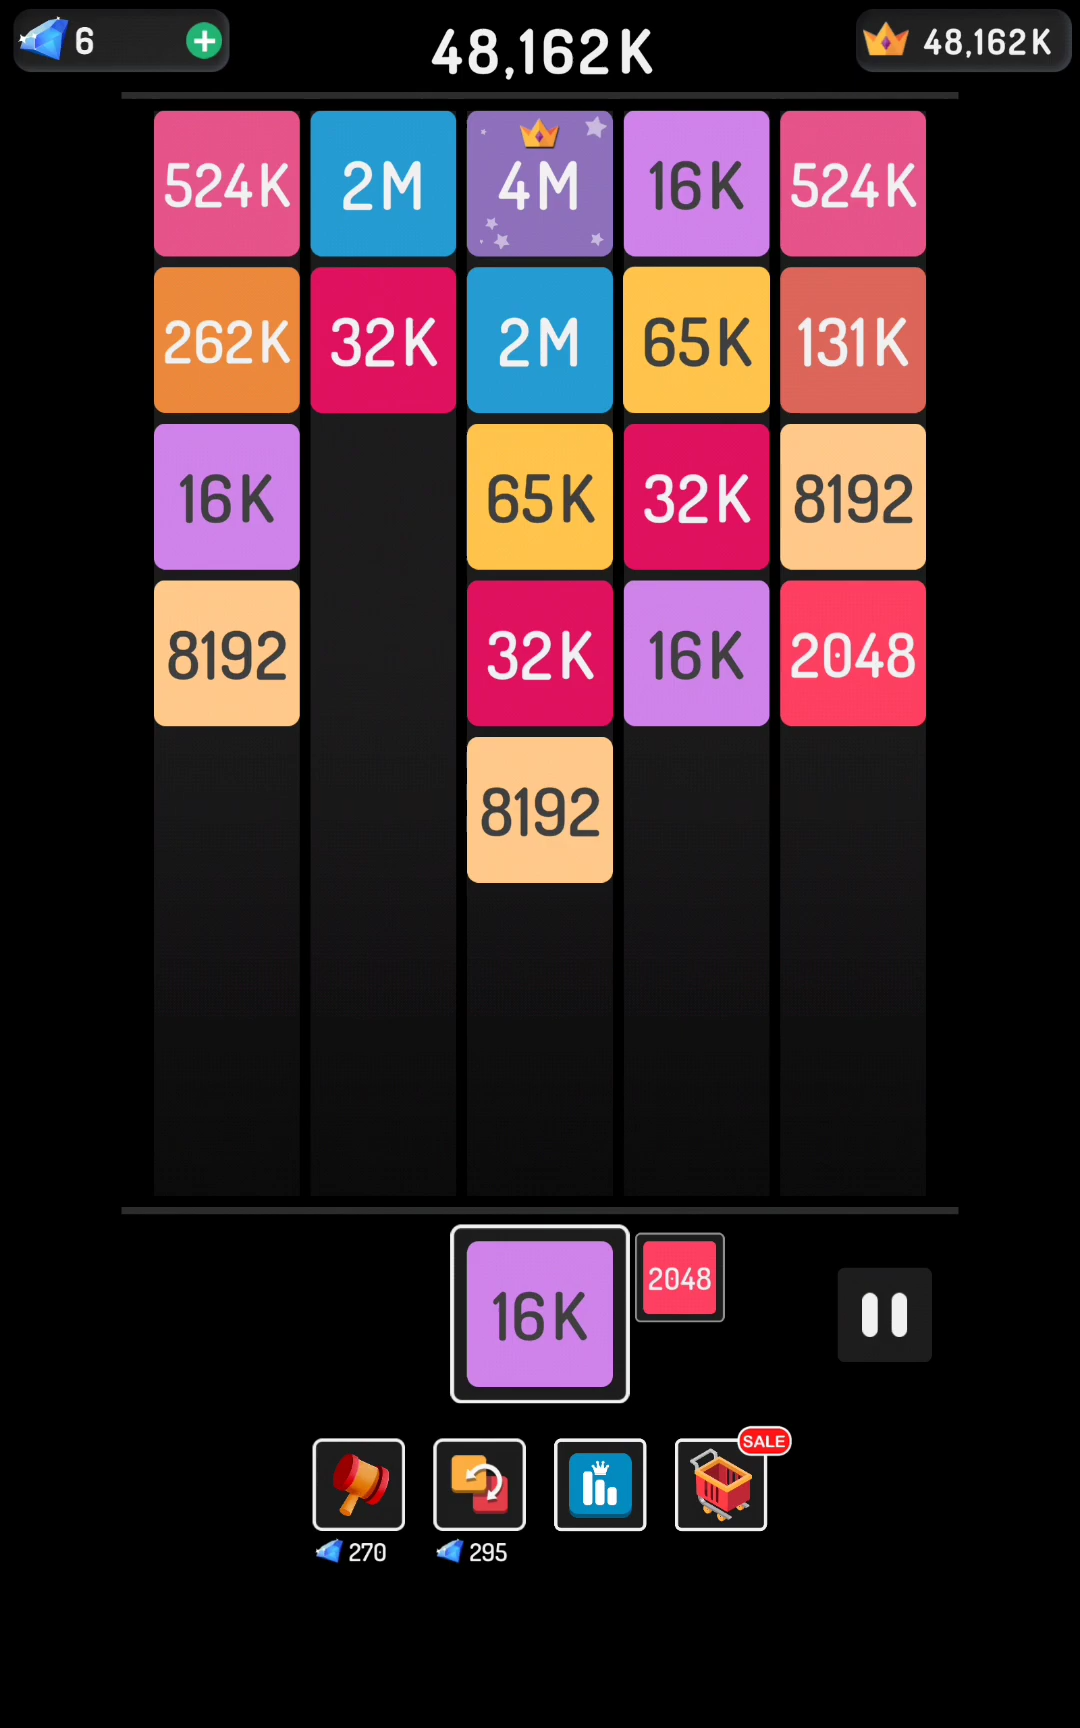 6
48,162K
48,162K
524K 2M 4M 16K 524K
262K 32K 2M 65K 131K
16K 65K 32K 8192
8192 32K 16K 2048
8192
16K 2048
SALE
270 295